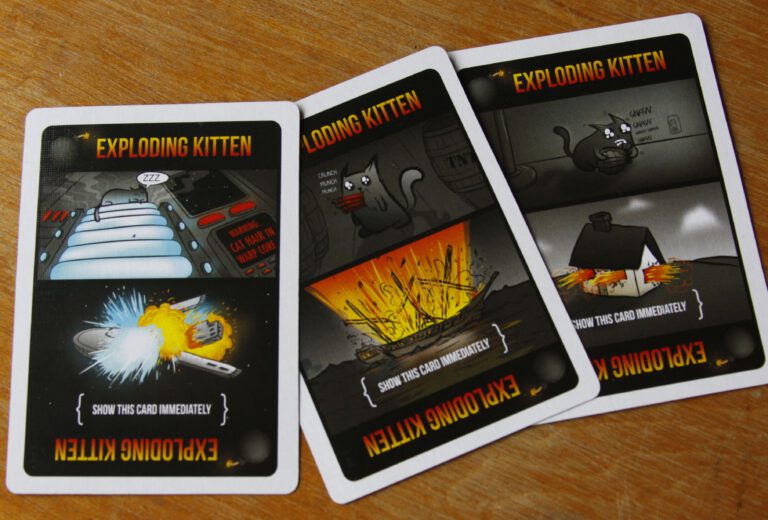 EXPLODING KITTEN
ZZZ
WARNING:
CAT HAIR IN
WARP CORE
{ SHOW THIS CARD IMMEDIATELY }
EXPLODING KITTEN
LODING KITTEN
CRUNCH
MUNCH
MUNCH
TNT
{ SHOW THIS CARD IMMEDIATELY }
EXPLODING KITTEN
EXPLODING KITTEN
GNAW
GNAW
SHOW THIS CARD IMMEDIATELY }
EXPLODING